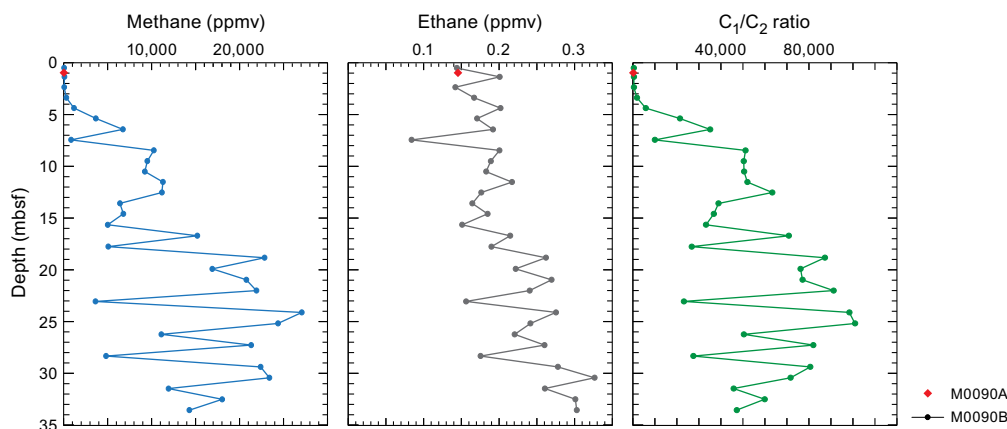 Methane (ppmv) Ethane (ppmv) C₁/C₂ ratio
10,000 20,000 0.1 0.2 0.3 40,000 80,000
0
5
10
15
20
25
30
35
Depth (mbsf)
M0090A
M0090B